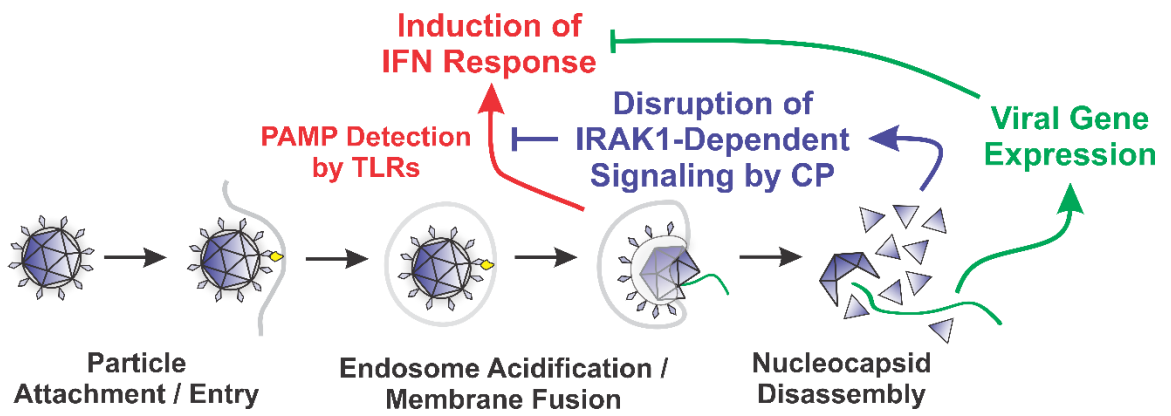 Induction of
IFN Response
Disruption of
IRAK1-Dependent
Signaling by CP
PAMP Detection
by TLRs
Viral Gene
Expression
Particle
Attachment / Entry
Endosome Acidification /
Membrane Fusion
Nucleocapsid
Disassembly